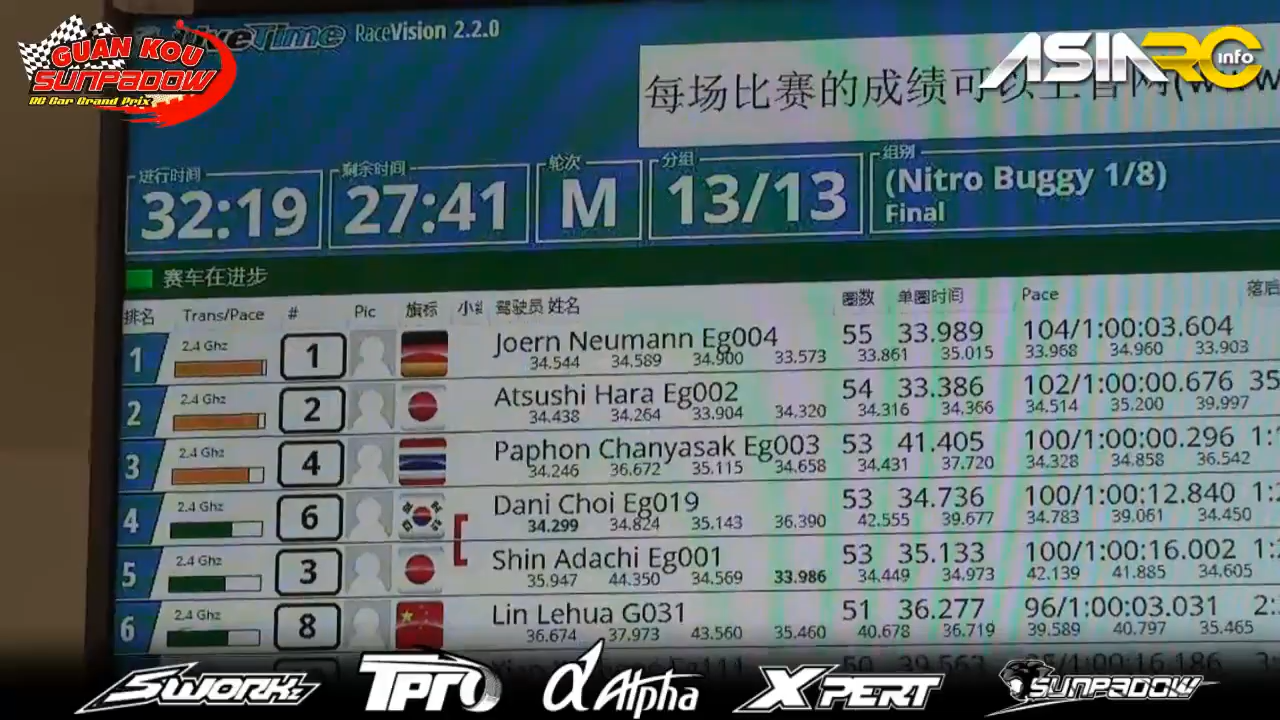 GUAN KOU
SUNPADOW
RC Car Grand Prix
LiveTime RaceVision 2.2.0
ASIARC info
每场比赛的成绩可以上官网(www
进行时间
32:19
剩余时间
27:41
轮次
M
分组
13/13
组别
(Nitro Buggy 1/8)
Final
赛车在进步
排名 Trans/Pace # Pic 旗标 驾驶员 姓名 圈数 单圈时间 Pace 落后
1 2.4 Ghz 1 Joern Neumann Eg004 55 33.989 104/1:00:03.604
34.544 34.589 34.900 33.573 33.861 35.015 33.968 34.960 33.903
2 2.4 Ghz 2 Atsushi Hara Eg002 54 33.386 102/1:00:00.676 35
34.438 34.264 33.904 34.320 34.316 34.366 34.514 35.200 39.997
3 2.4 Ghz 4 Paphon Chanyasak Eg003 53 41.405 100/1:00:00.296 1:
34.246 36.672 35.115 34.658 34.431 37.720 34.328 34.858 36.542
4 2.4 Ghz 6 Dani Choi Eg019 53 34.736 100/1:00:12.840 1:
34.299 34.824 35.143 36.390 42.555 39.677 34.783 39.061 34.450
5 2.4 Ghz 3 Shin Adachi Eg001 53 35.133 100/1:00:16.002 1:
35.947 44.350 34.569 33.986 34.449 34.973 42.139 41.885 34.605
6 2.4 Ghz 8 Lin Lehua G031 51 36.277 96/1:00:03.031 2:
36.674 37.973 43.560 35.460 40.678 36.719 39.589 40.797 35.465
SWORKz TPRO αAlpha XPERT SUNPADOW